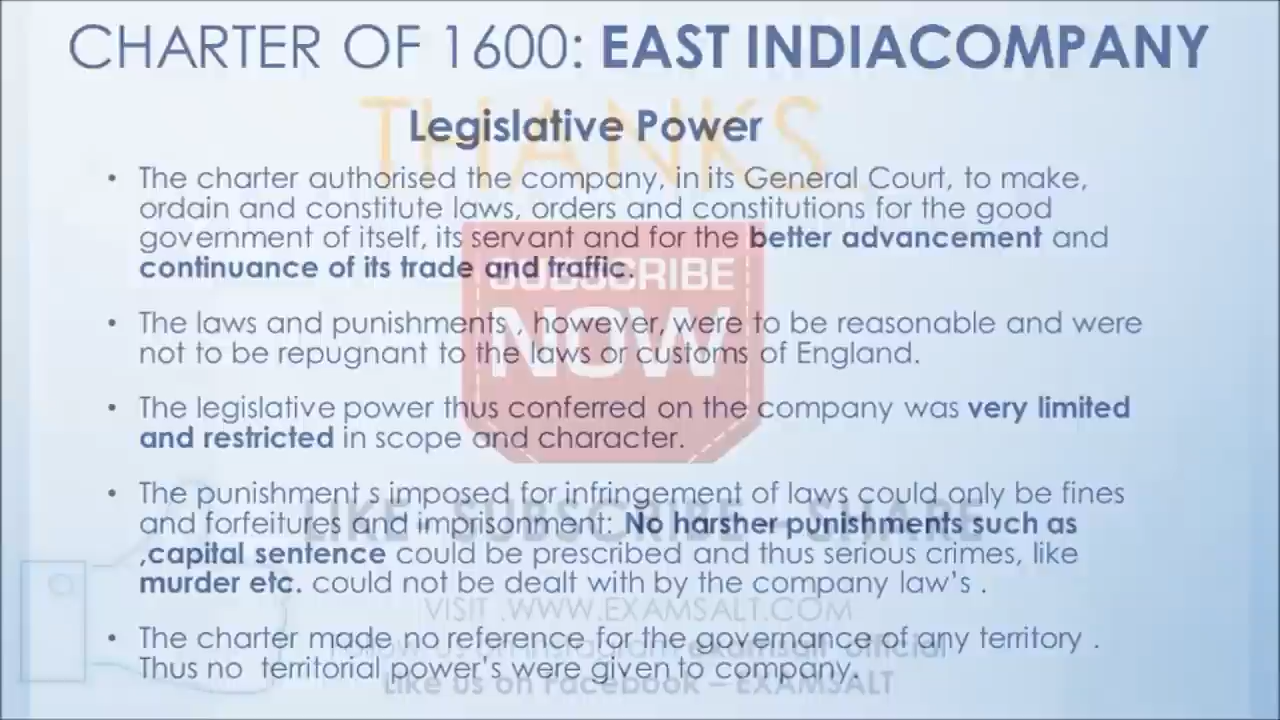 CHARTER OF 1600: EAST INDIACOMPANY
THANKS
Legislative Power
• The charter authorised the company, in its General Court, to make,
ordain and constitute laws, orders and constitutions for the good
government of itself, its servant and for the better advancement and
continuance of its trade and traffic.
SUBSCRIBE
NOW
• The laws and punishments , however, were to be reasonable and were
not to be repugnant to the laws or customs of England.
• The legislative power thus conferred on the company was very limited
and restricted in scope and character.
• The punishment s imposed for infringement of laws could only be fines
and forfeitures and imprisonment: No harsher punishments such as
,capital sentence could be prescribed and thus serious crimes, like
murder etc. could not be dealt with by the company law's .
LIKE - SUBSCRIBE - SHARE
VISIT .WWW.EXAMSALT.COM
• The charter made no reference for the governance of any territory .
Thus no territorial power's were given to company.
Follow us on instagram examsalt official
Like us on Facebook – EXAMSALT